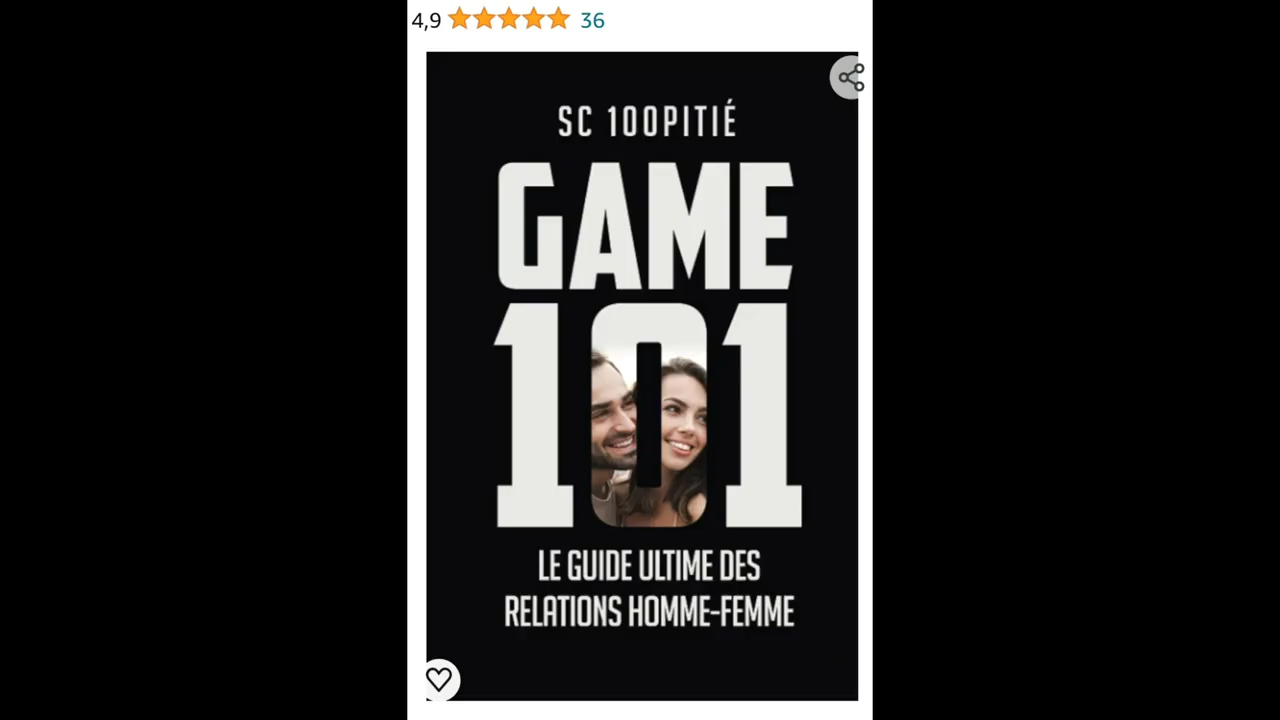 4,9 36
SC 100PITIÉ
GAME
101
LE GUIDE ULTIME DES
RELATIONS HOMME-FEMME